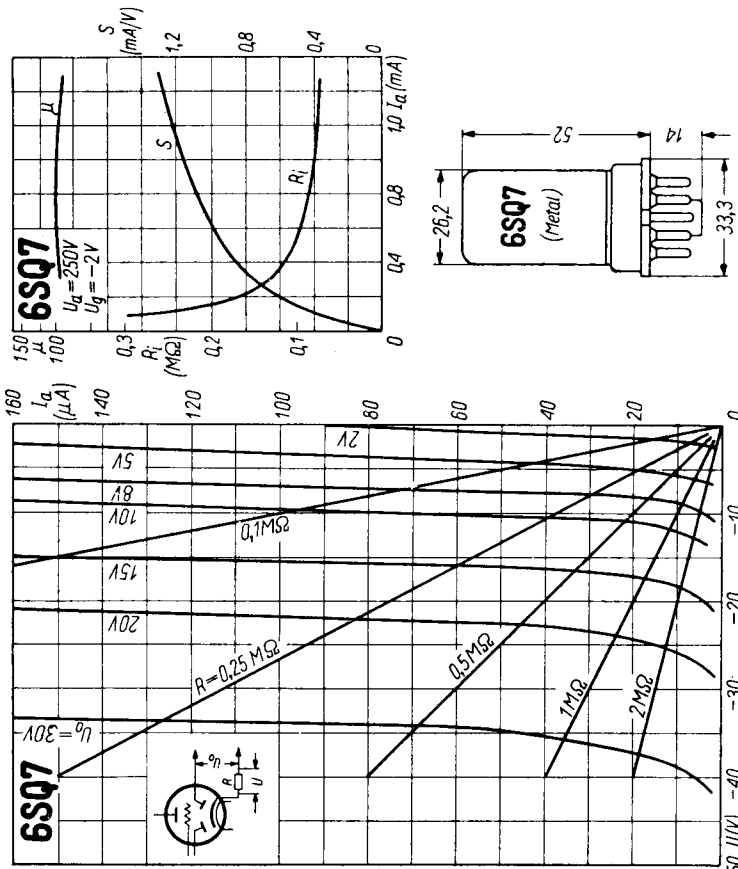 6SQ7
Uₐ=250V
U_g=-2V
150
μ
100
0,3
Ri
(MΩ)
0,2
0,1
0
S
(mA/V)
1,2
0,8
0,4
0
μ
S
Ri
0
0,4
0,8
1,0
Iₐ(mA)
26,2
52
14
33,3
6SQ7
(Metal)
6SQ7
160
Iₐ
(μA)
140
120
100
80
60
40
20
0
-10
-20
-30
-40
50
U(V)
U₀=30V
20V
15V
10V
8V
5V
2V
0,1MΩ
R=0,25MΩ
0,5MΩ
1MΩ
2MΩ
U₀
R
U